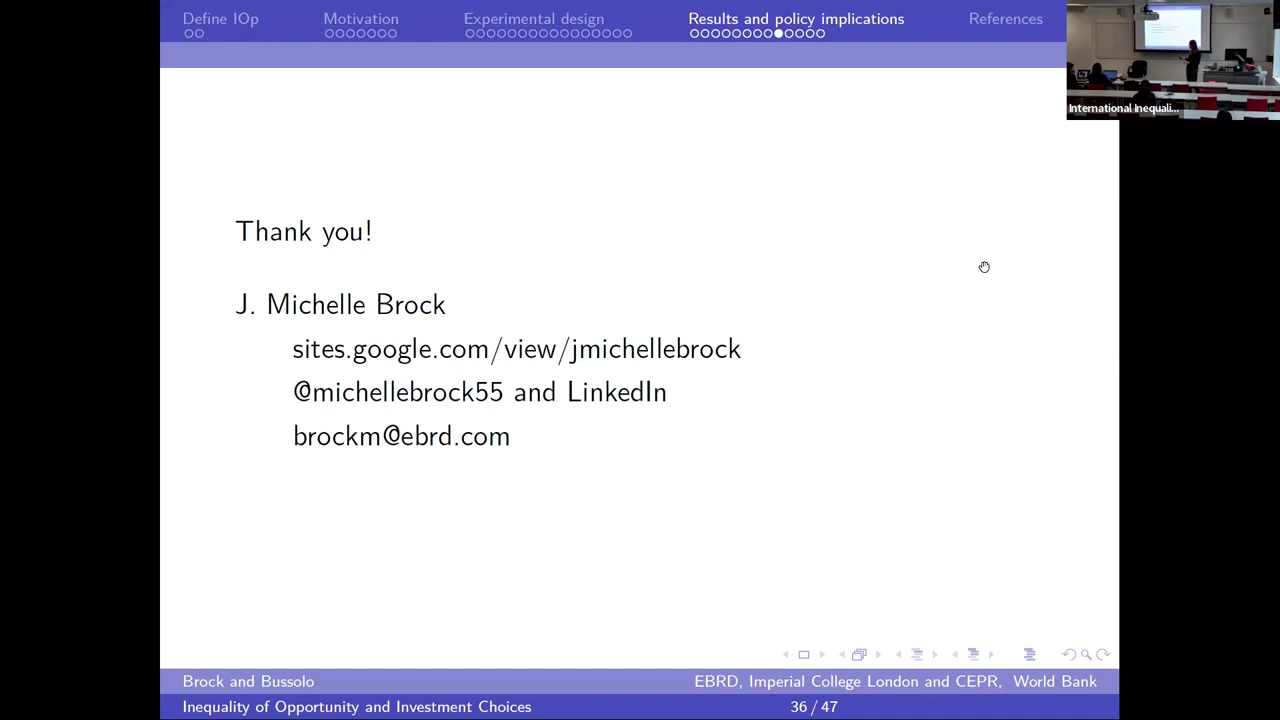 Define IOp
Motivation
Experimental design
Results and policy implications
References
International Inequali...
Thank you!
J. Michelle Brock
sites.google.com/view/jmichellebrock
@michellebrock55 and LinkedIn
brockm@ebrd.com
Brock and Bussolo
EBRD, Imperial College London and CEPR, World Bank
Inequality of Opportunity and Investment Choices
36 / 47